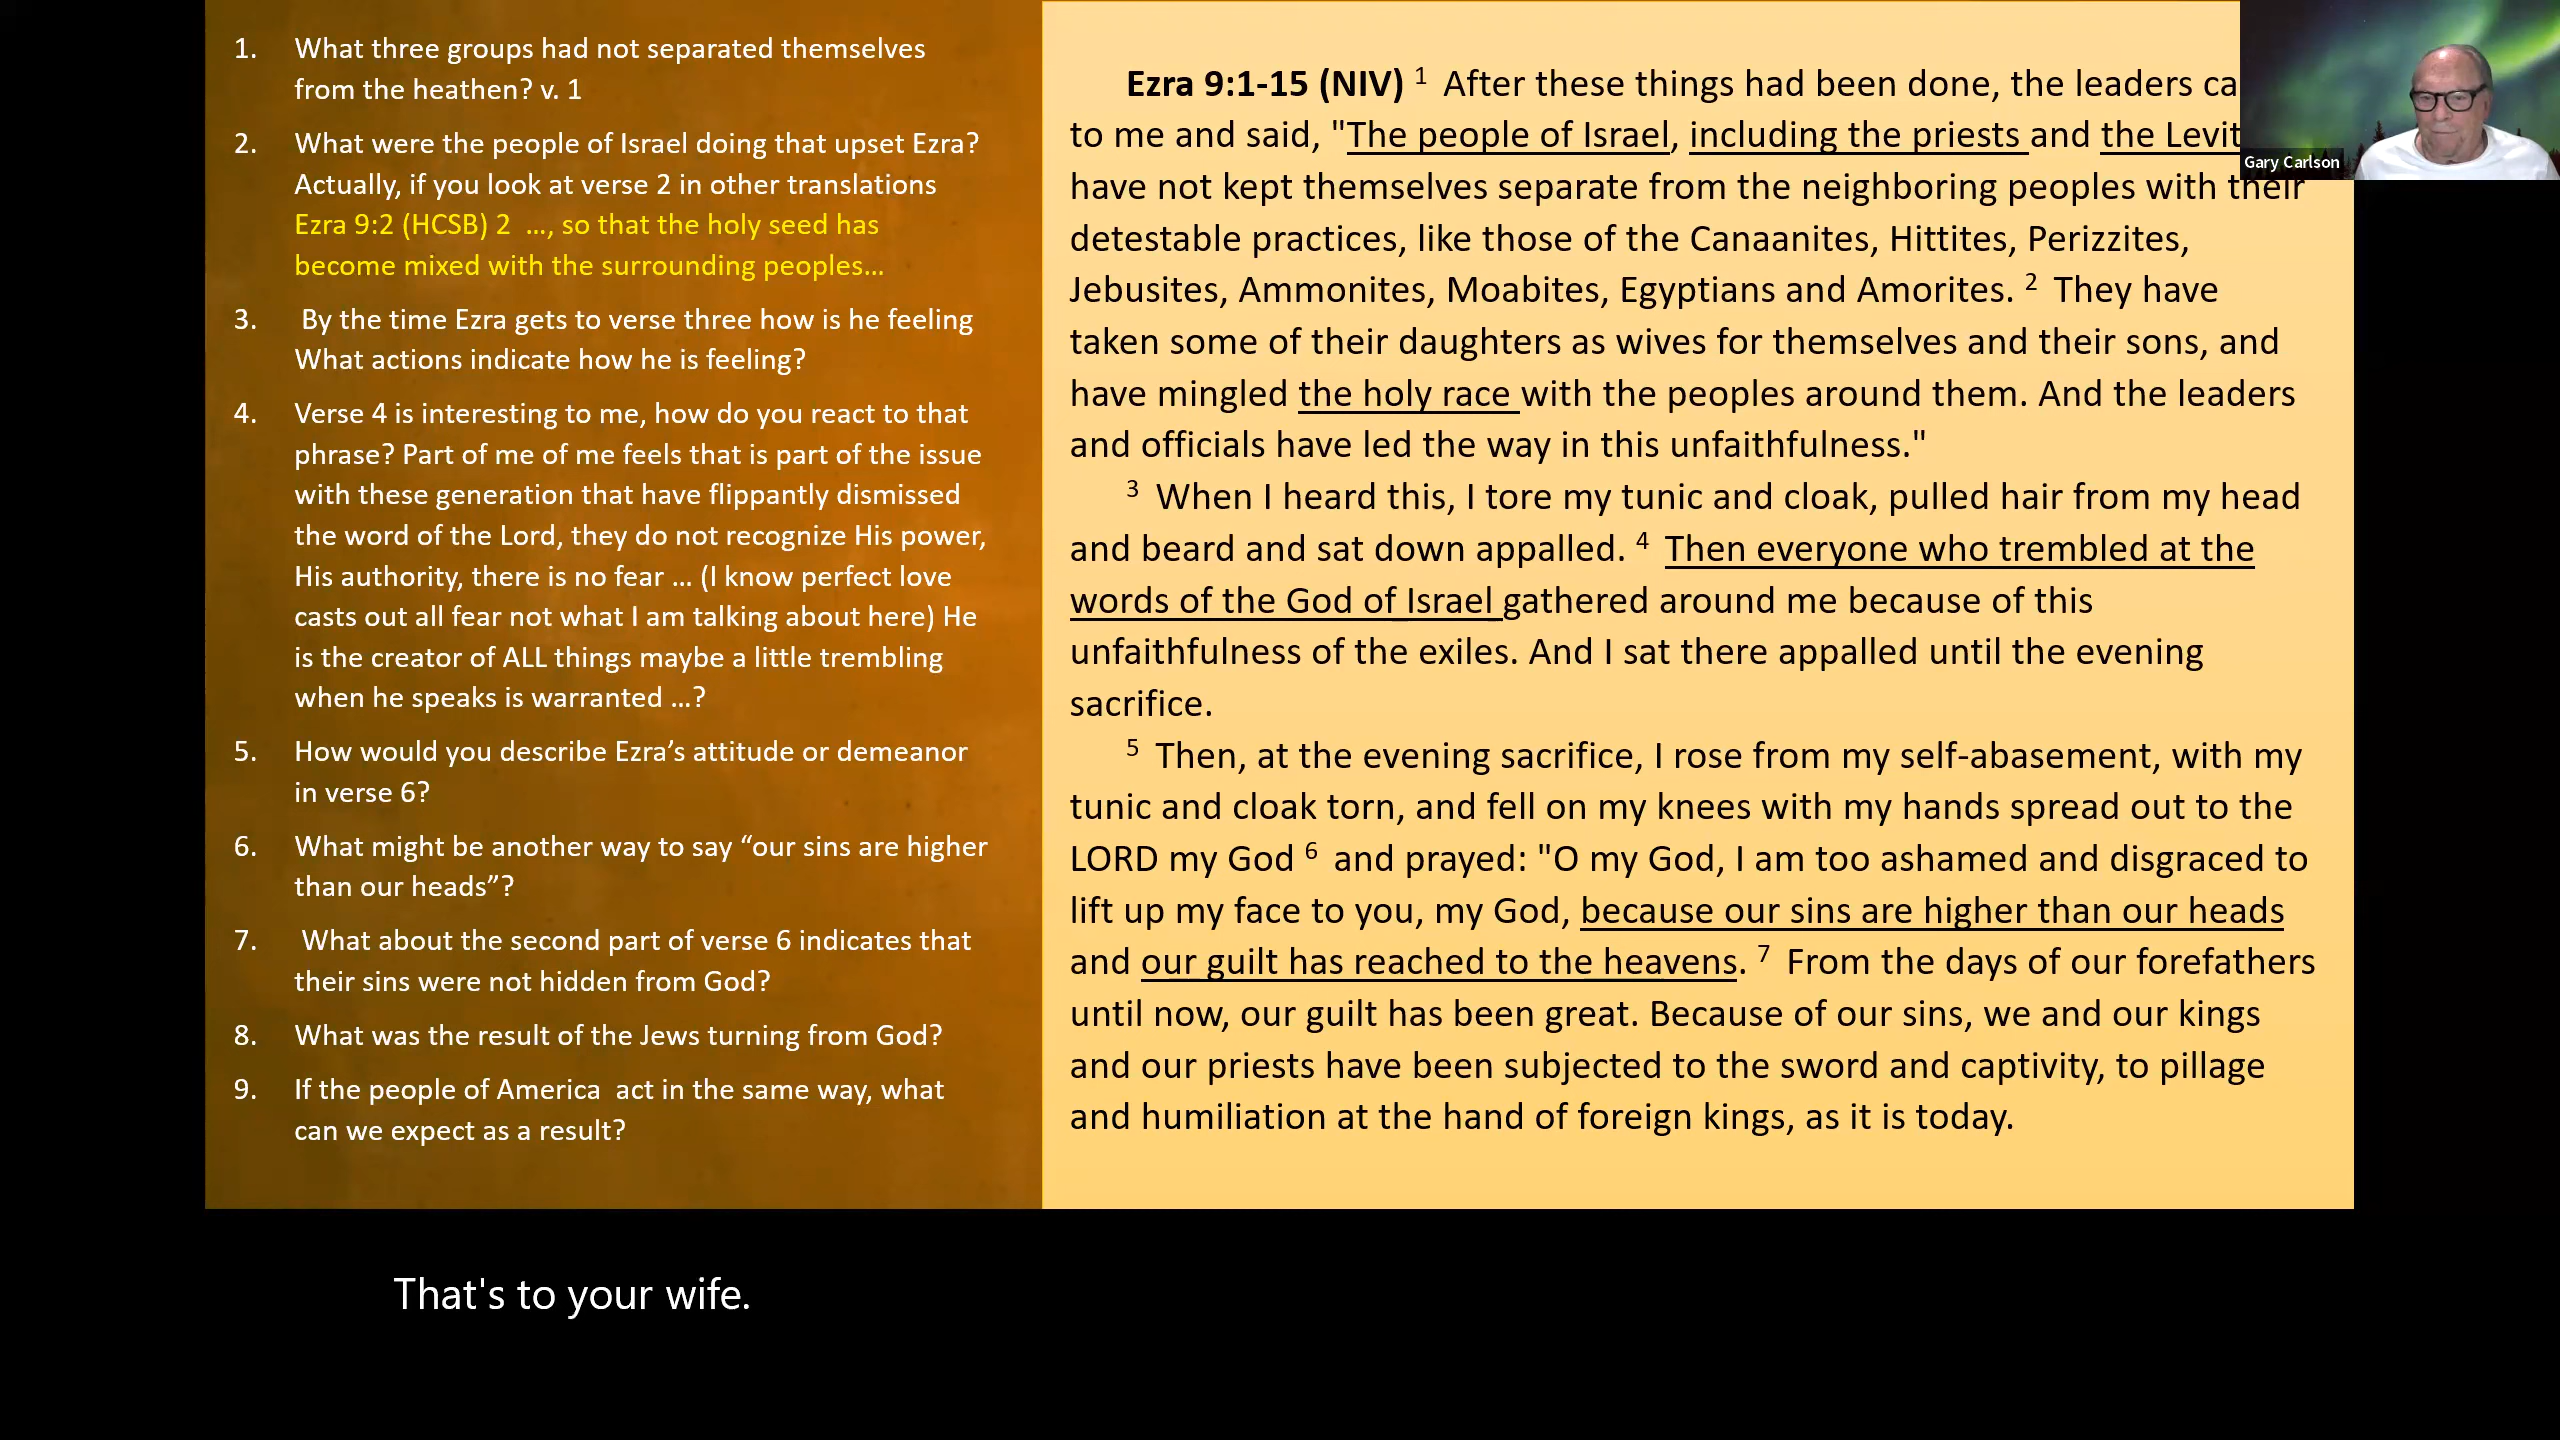 1. What three groups had not separated themselves
from the heathen? v. 1
2. What were the people of Israel doing that upset Ezra?
Actually, if you look at verse 2 in other translations
Ezra 9:2 (HCSB) 2 …, so that the holy seed has
become mixed with the surrounding peoples…
3. By the time Ezra gets to verse three how is he feeling
What actions indicate how he is feeling?
4. Verse 4 is interesting to me, how do you react to that
phrase? Part of me of me feels that is part of the issue
with these generation that have flippantly dismissed
the word of the Lord, they do not recognize His power,
His authority, there is no fear … (I know perfect love
casts out all fear not what I am talking about here) He
is the creator of ALL things maybe a little trembling
when he speaks is warranted …?
5. How would you describe Ezra’s attitude or demeanor
in verse 6?
6. What might be another way to say “our sins are higher
than our heads”?
7. What about the second part of verse 6 indicates that
their sins were not hidden from God?
8. What was the result of the Jews turning from God?
9. If the people of America act in the same way, what
can we expect as a result?
Ezra 9:1-15 (NIV) 1 After these things had been done, the leaders ca
to me and said, "The people of Israel, including the priests and the Levit
have not kept themselves separate from the neighboring peoples with their
detestable practices, like those of the Canaanites, Hittites, Perizzites,
Jebusites, Ammonites, Moabites, Egyptians and Amorites. 2 They have
taken some of their daughters as wives for themselves and their sons, and
have mingled the holy race with the peoples around them. And the leaders
and officials have led the way in this unfaithfulness."
3 When I heard this, I tore my tunic and cloak, pulled hair from my head
and beard and sat down appalled. 4 Then everyone who trembled at the
words of the God of Israel gathered around me because of this
unfaithfulness of the exiles. And I sat there appalled until the evening
sacrifice.
5 Then, at the evening sacrifice, I rose from my self-abasement, with my
tunic and cloak torn, and fell on my knees with my hands spread out to the
LORD my God 6 and prayed: "O my God, I am too ashamed and disgraced to
lift up my face to you, my God, because our sins are higher than our heads
and our guilt has reached to the heavens. 7 From the days of our forefathers
until now, our guilt has been great. Because of our sins, we and our kings
and our priests have been subjected to the sword and captivity, to pillage
and humiliation at the hand of foreign kings, as it is today.
Gary Carlson
That's to your wife.